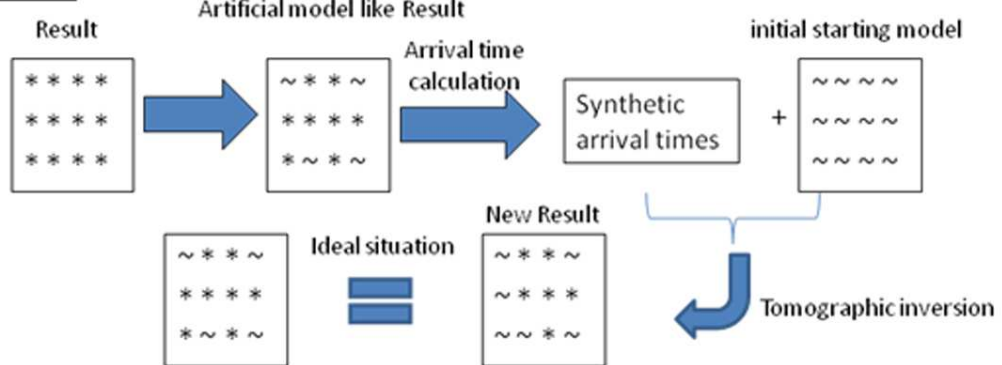 Artificial model like Result
Result
initial starting model
Arrival time
calculation
* * * *
* * * *
* * * *
~ * * ~
* * * *
* ~ * ~
Synthetic
arrival times
+
~ ~ ~ ~
~ ~ ~ ~
~ ~ ~ ~
New Result
Ideal situation
~ * * ~
* * * *
* ~ * ~
=
~ * * ~
~ * * *
~ ~ * ~
Tomographic inversion